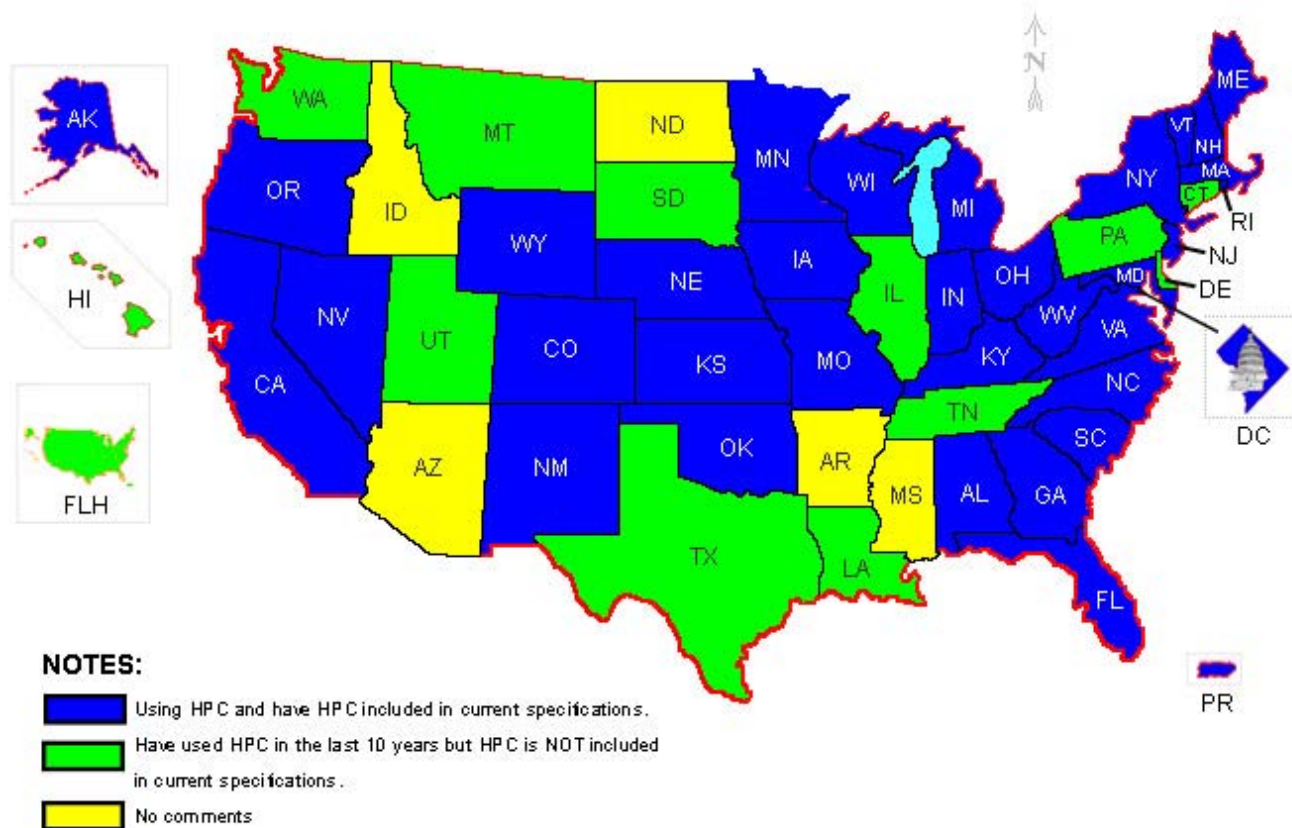 N
ME
AK
WA
VT
MT
ND
NH
MN
MA
OR
NY
WI
CT
ID
SD
MI
RI
WY
PA
NJ
IA
OH
MD
NE
DE
HI
IL
IN
NV
WV
UT
VA
CO
KS
MO
KY
CA
NC
TN
DC
SC
OK
AZ
NM
AR
MS
AL
GA
FLH
TX
LA
FL
PR
NOTES:
Using HPC and have HPC included in current specifications.
Have used HPC in the last 10 years but HPC is NOT included
in current specifications.
No comments